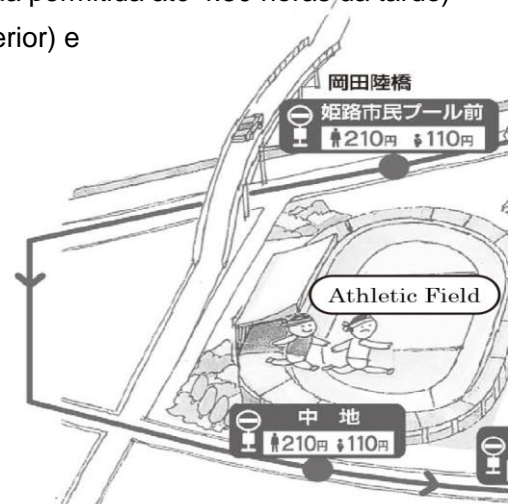 da permitida até 4:30 horas da tarde)
erior) e
岡田陸橋
姫路市民プール前
210円 110円
Athletic Field
中地
210円 110円